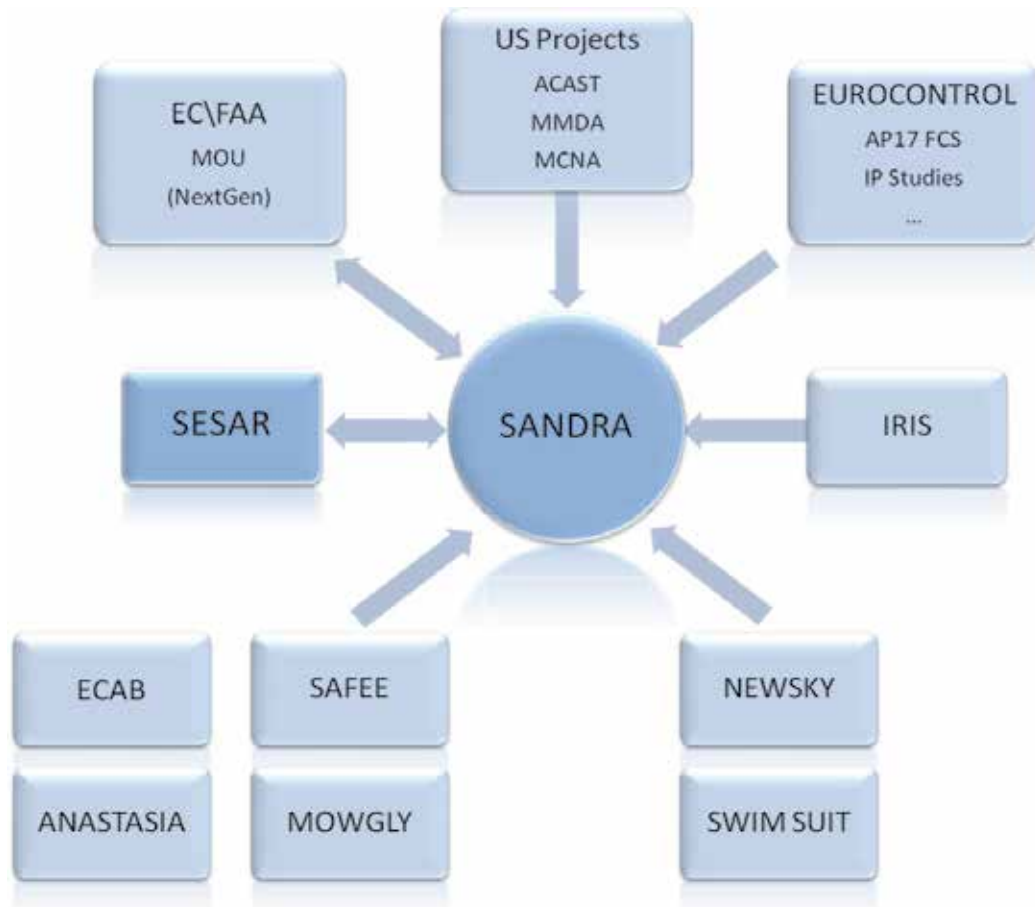 US Projects
ACAST
MMDA
MCNA
EC\FAA
MOU
(NextGen)
EUROCONTROL
AP17 FCS
IP Studies
...
SESAR
SANDRA
IRIS
ECAB
SAFEE
NEWSKY
ANASTASIA
MOWGLY
SWIM SUIT